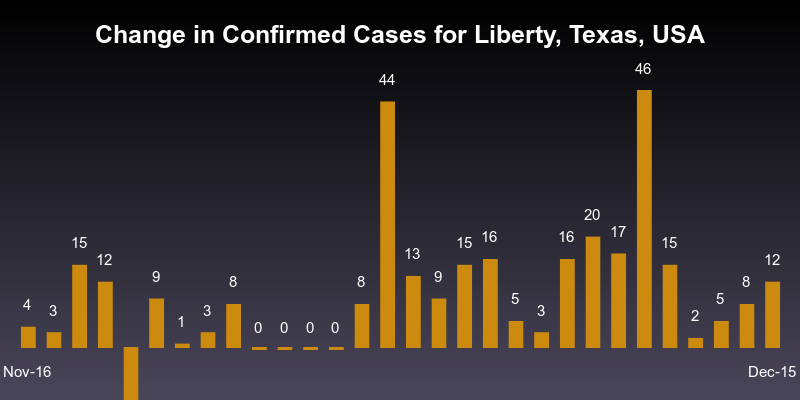 Change in Confirmed Cases for Liberty, Texas, USA
4 3 15 12 9 1 3 8 0 0 0 0 8 44 13 9 15 16 5 3 16 20 17 46 15 2 5 8 12
Nov-16 Dec-15